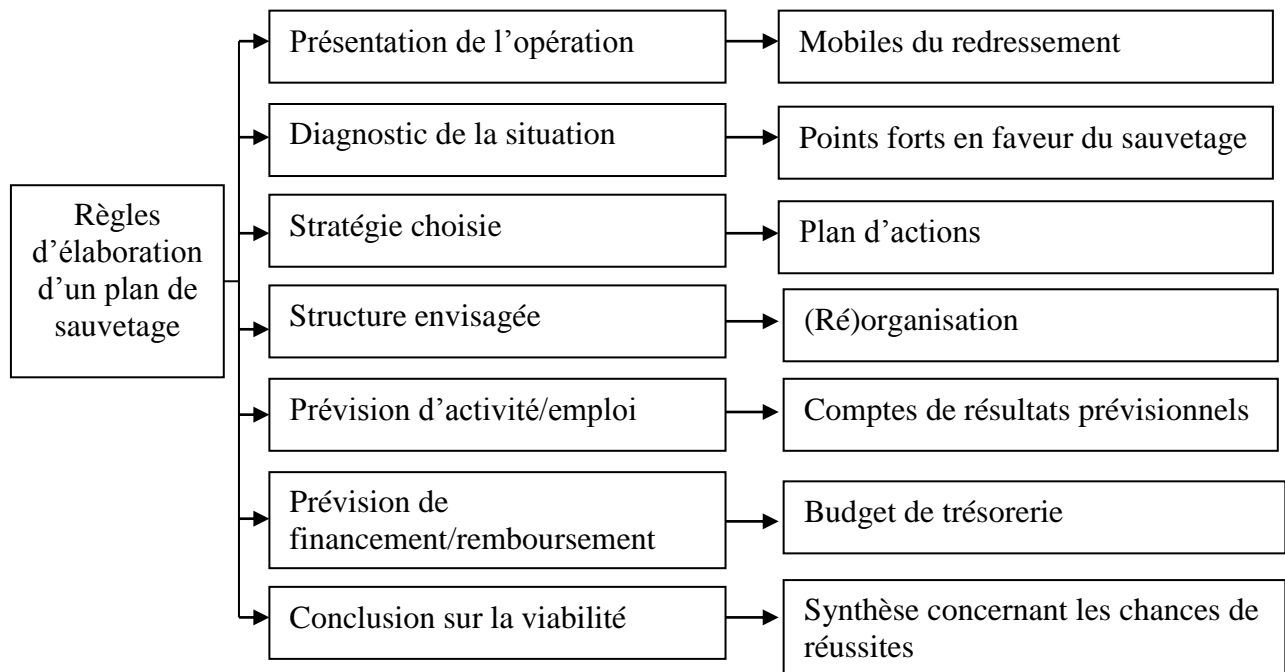 Règles
d’élaboration
d’un plan de
sauvetage
Présentation de l’opération
Mobiles du redressement
Diagnostic de la situation
Points forts en faveur du sauvetage
Stratégie choisie
Plan d’actions
Structure envisagée
(Ré)organisation
Prévision d’activité/emploi
Comptes de résultats prévisionnels
Prévision de
financement/remboursement
Budget de trésorerie
Conclusion sur la viabilité
Synthèse concernant les chances de
réussites